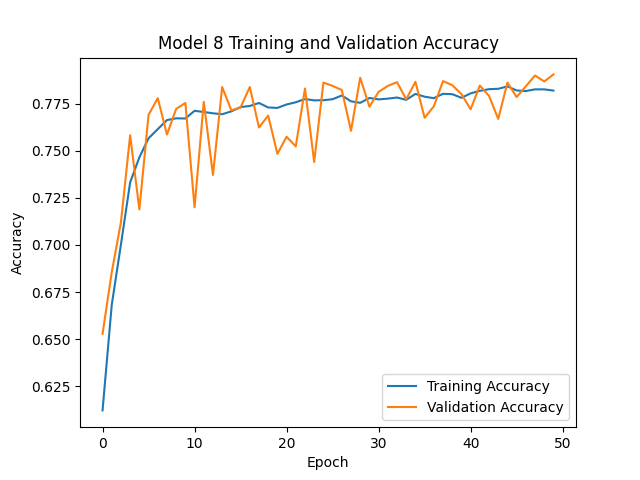 Model 8 Training and Validation Accuracy
0.775
0.750
0.725
0.700
0.675
0.650
0.625
Accuracy
0
10
20
30
40
50
Epoch
Training Accuracy
Validation Accuracy